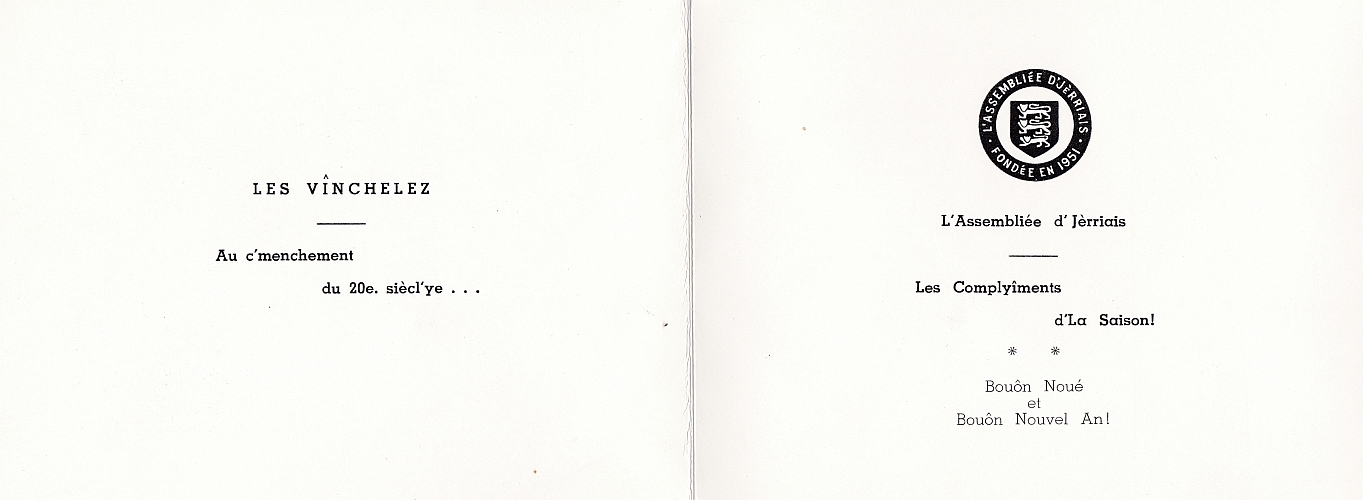 LES VÎNCHELEZ
Au c'menchement
du 20e. siècl'ye . . .
L'ASSEMBLIÉE D'JÈRRIAIS
FONDÉE EN 1951
L'Assembliée d'Jèrriais
Les Complyîments
d'La Saison!
* *
Bouôn Noué
et
Bouôn Nouvel An!